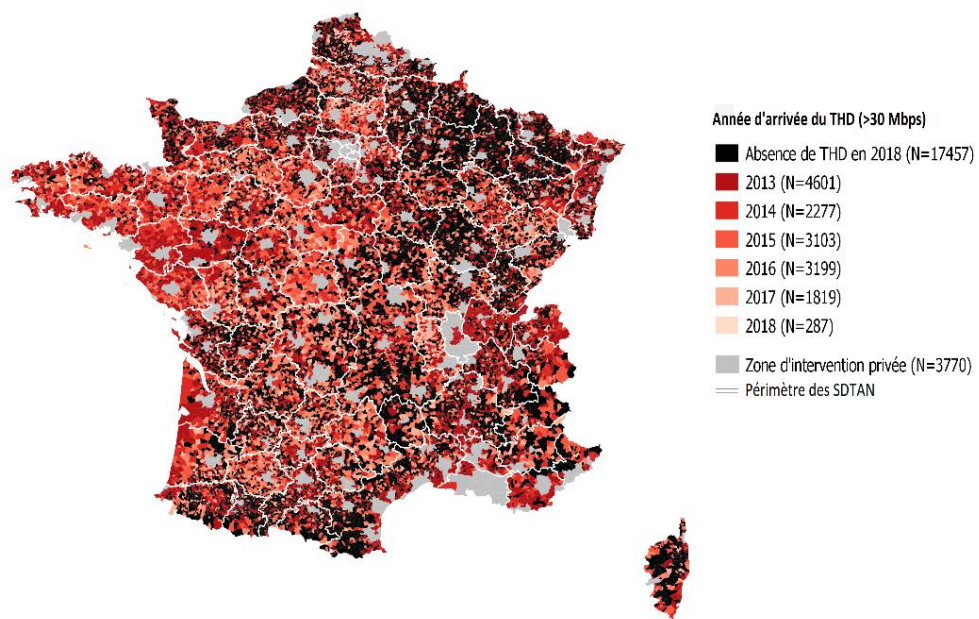 Année d'arrivée du THD (>30 Mbps)
Absence de THD en 2018 (N=17457)
2013 (N=4601)
2014 (N=2277)
2015 (N=3103)
2016 (N=3199)
2017 (N=1819)
2018 (N=287)
Zone d'intervention privée (N=3770)
Périmètre des SDTAN